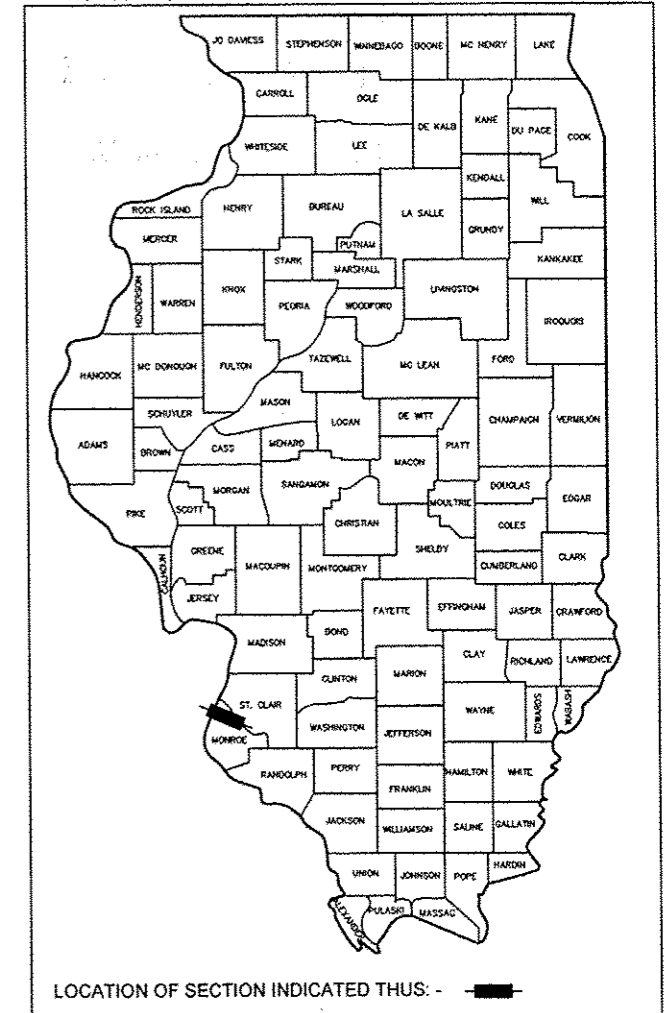 JO DAVIESS STEPHENSON WINNEBAGO BOONE MC HENRY LAKE
CARROLL OGLE
DE KALB KANE DU PAGE COOK
WHITESIDE LEE
KENDALL WILL
ROCK ISLAND HENRY BUREAU LA SALLE GRUNDY
MERCER PUTNAM
STARK MARSHALL KANKAKEE
HENDERSON WARREN KNOX PEORIA WOODFORD LIVINGSTON IROQUOIS
HANCOCK MC DONOUGH FULTON TAZEWELL MC LEAN FORD
MASON
SCHUYLER LOGAN DE WITT CHAMPAIGN VERMILION
ADAMS BROWN CASS MENARD PIATT
MACON
PIKE SCOTT MORGAN SANGAMON MOULTRIE DOUGLAS EDGAR
CHRISTIAN COLES
CALHOUN GREENE MACOUPIN MONTGOMERY SHELBY CUMBERLAND CLARK
JERSEY FAYETTE EFFINGHAM JASPER CRAWFORD
MADISON BOND
CLAY RICHLAND LAWRENCE
CLINTON MARION
ST. CLAIR WAYNE EDWARDS WABASH
MONROE WASHINGTON JEFFERSON
RANDOLPH PERRY HAMILTON WHITE
FRANKLIN
JACKSON WILLIAMSON SALINE GALLATIN
UNION JOHNSON POPE HARDIN
ALEXANDER PULASKI MASSAC
LOCATION OF SECTION INDICATED THUS: -